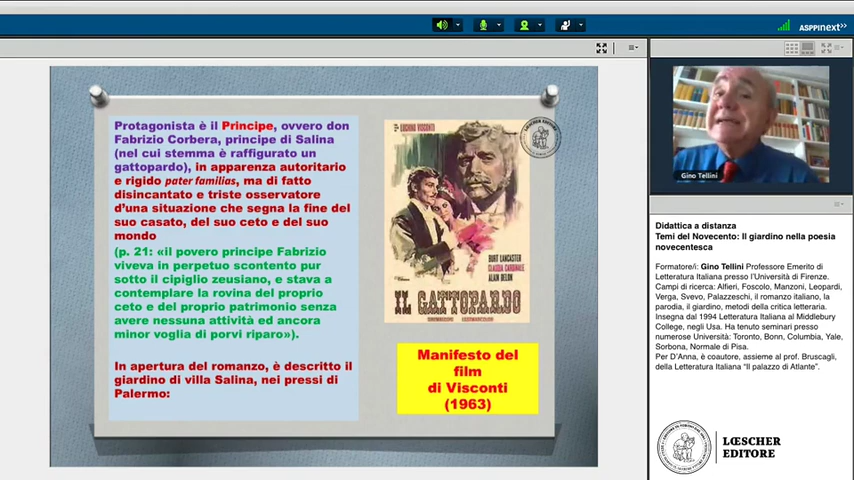 ASPPInext>>
Protagonista è il Principe, ovvero don
Fabrizio Corbera, principe di Salina
(nel cui stemma è raffigurato un
gattopardo), in apparenza autoritario
e rigido pater familias, ma di fatto
disincantato e triste osservatore
d'una situazione che segna la fine del
suo casato, del suo ceto e del suo
mondo
(p. 21: «il povero principe Fabrizio
viveva in perpetuo scontento pur
sotto il cipiglio zeusiano, e stava a
contemplare la rovina del proprio
ceto e del proprio patrimonio senza
avere nessuna attività ed ancora
minor voglia di porvi riparo»).
In apertura del romanzo, è descritto il
giardino di villa Salina, nei pressi di
Palermo:
LUCHINO VISCONTI
BURT LANCASTER
CLAUDIA CARDINALE
ALAIN DELON
IL GATTOPARDO
Manifesto del
film
di Visconti
(1963)
Gino Tellini
Didattica a distanza
Temi del Novecento: Il giardino nella poesia
novecentesca
Formatore/i: Gino Tellini Professore Emerito di
Letteratura Italiana presso l'Università di Firenze.
Campi di ricerca: Alfieri, Foscolo, Manzoni, Leopardi,
Verga, Svevo, Palazzeschi, il romanzo italiano, la
parodia, il giardino, metodi della critica letteraria.
Insegna dal 1994 Letteratura Italiana al Middlebury
College, negli Usa. Ha tenuto seminari presso
numerose Università: Toronto, Bonn, Columbia, Yale,
Sorbona, Normale di Pisa.
Per D'Anna, è coautore, assieme al prof. Bruscagli,
della Letteratura Italiana "Il palazzo di Atlante".
LŒSCHER
EDITORE